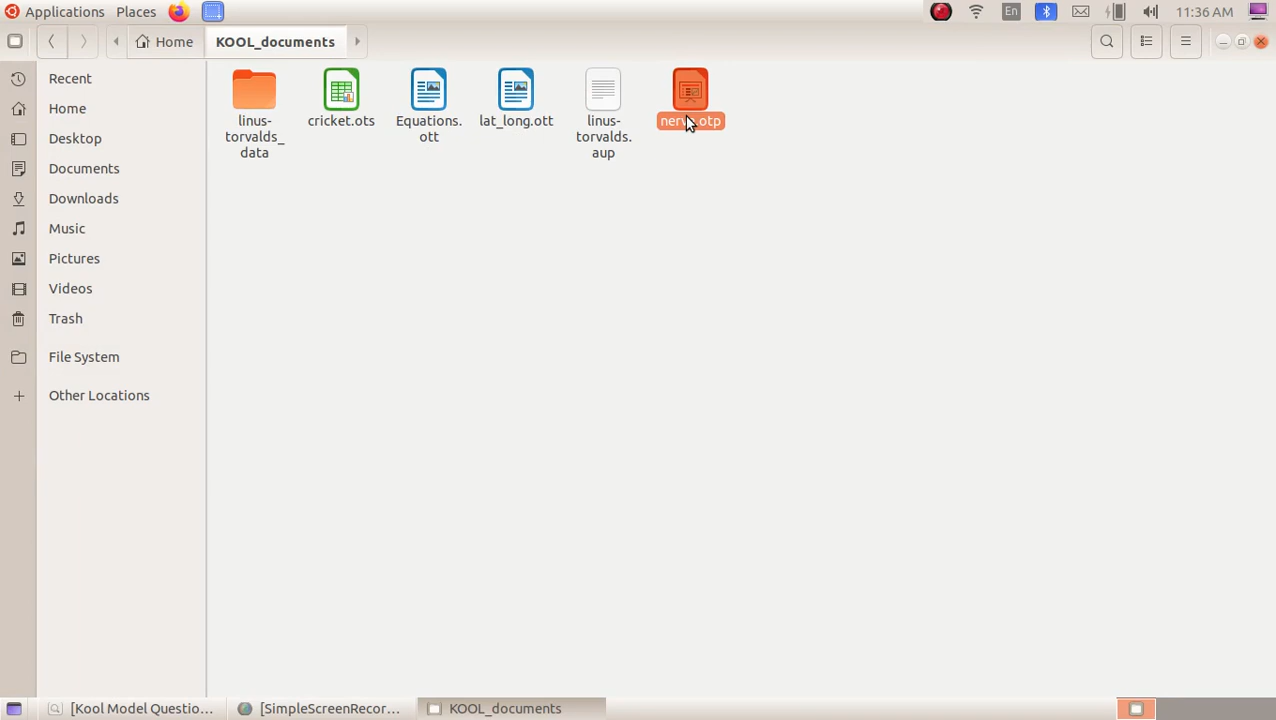 Applications Places
En
11:36 AM
Home KOOL_documents
Recent
Home
Desktop
Documents
Downloads
Music
Pictures
Videos
Trash
File System
Other Locations
linus-
torvalds_
data
cricket.ots
Equations.
ott
lat_long.ott
linus-
torvalds.
aup
[Kool Model Questio...
[SimpleScreenRecor...
KOOL_documents